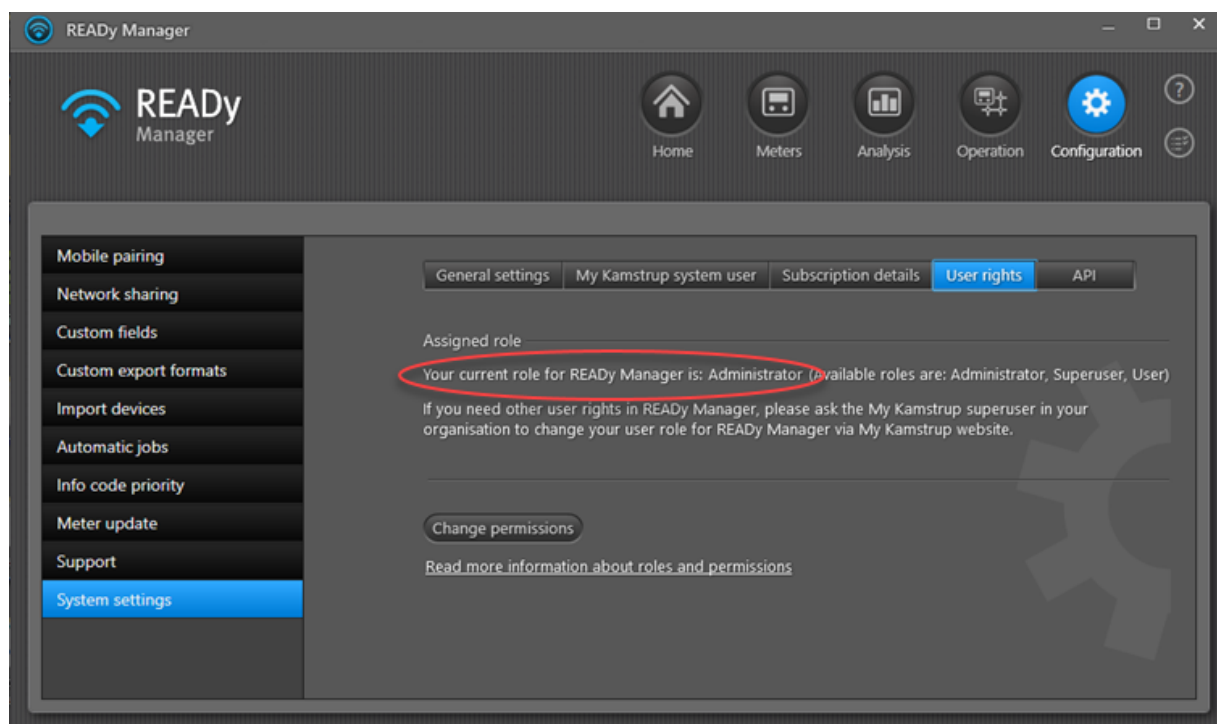 READy Manager
READy
Manager
Home
Meters
Analysis
Operation
Configuration
?
Mobile pairing
Network sharing
Custom fields
Custom export formats
Import devices
Automatic jobs
Info code priority
Meter update
Support
System settings
General settings
My Kamstrup system user
Subscription details
User rights
API
Assigned role
Your current role for READy Manager is: Administrator (Available roles are: Administrator, Superuser, User)
If you need other user rights in READy Manager, please ask the My Kamstrup superuser in your
organisation to change your user role for READy Manager via My Kamstrup website.
Change permissions
Read more information about roles and permissions